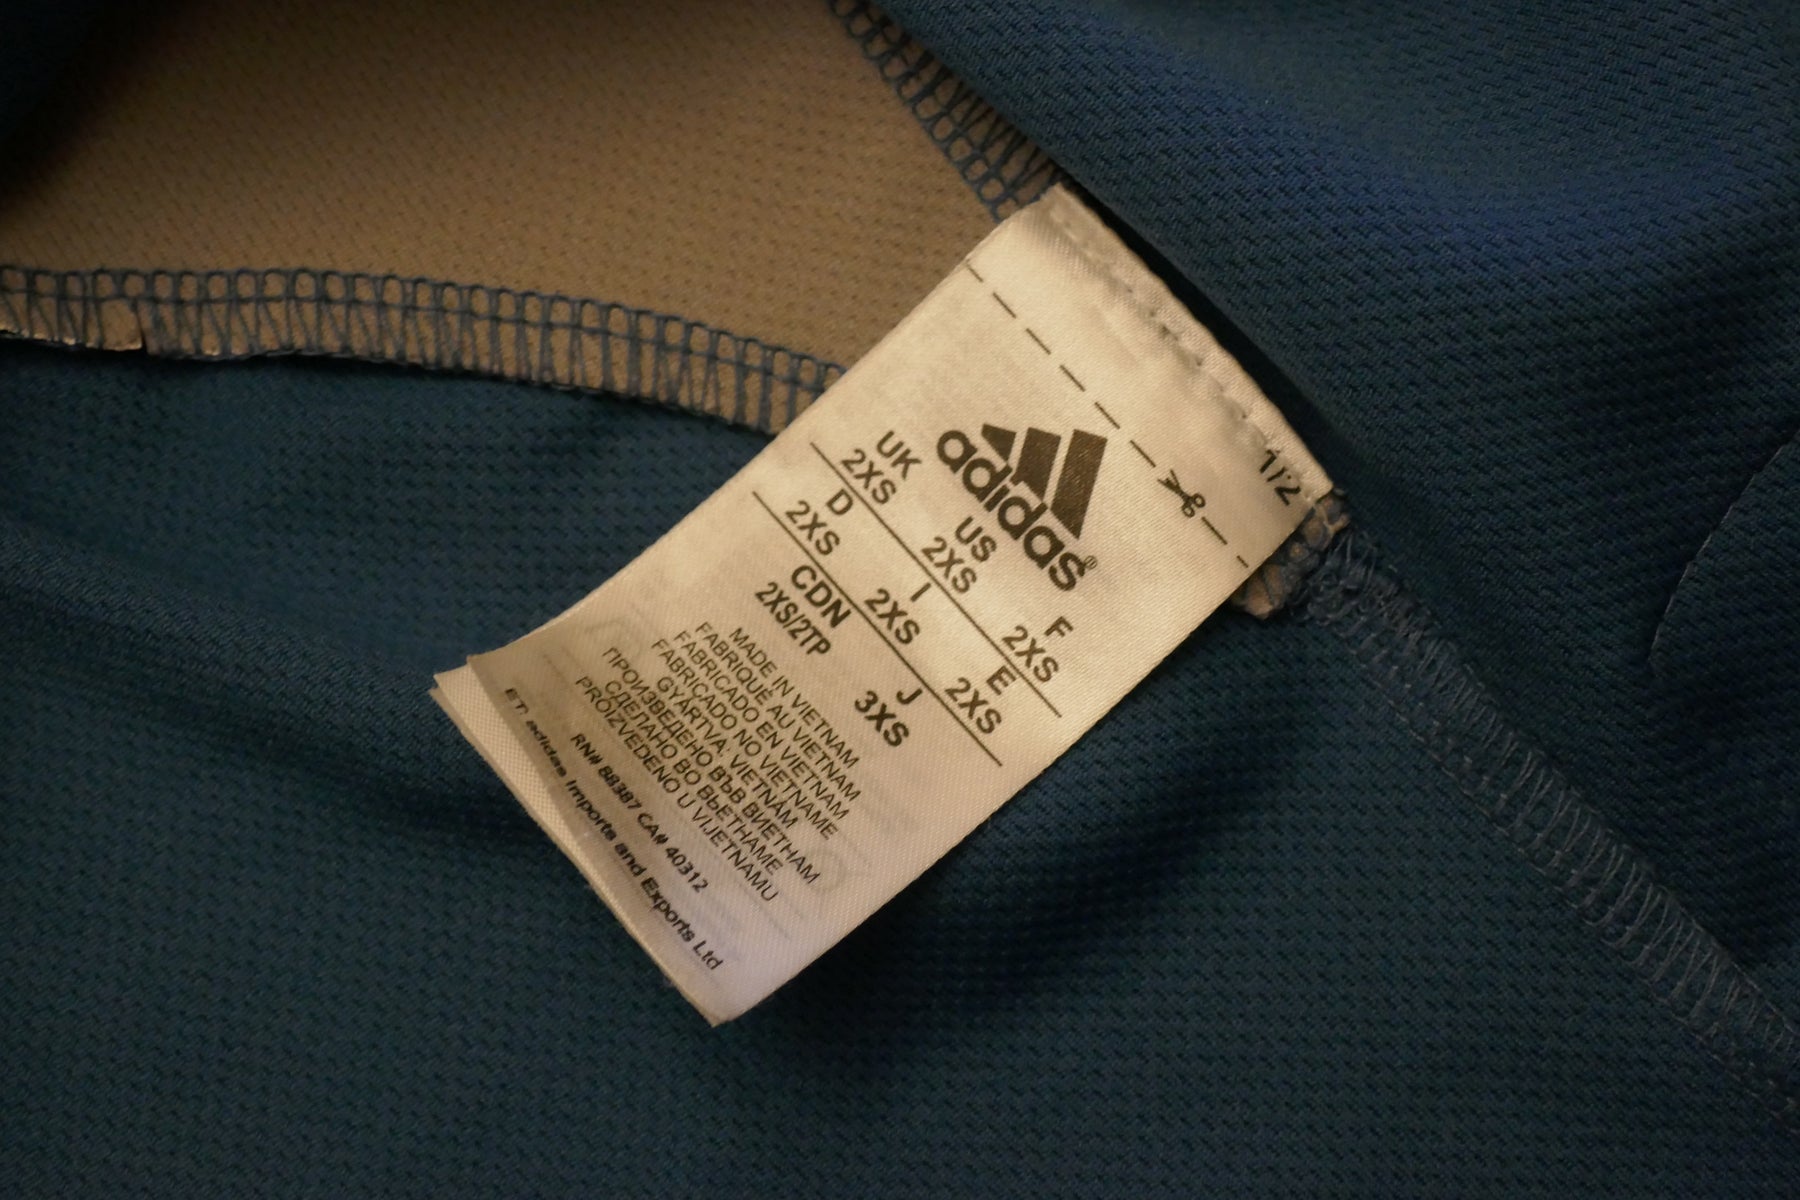 1/2
adidas®
UK US F
2XS 2XS 2XS
D I E
2XS 2XS 2XS
CDN J
2XS/2TP 3XS
MADE IN VIETNAM
FABRIQUÉ AU VIETNAM
FABRICADO EN VIETNAM
FABRICADO NO VIETNAME
GYÁRTVA: VIETNÁM
ПРОИЗВЕДЕНО ВЪВ ВИЕТНАМ
СДЕЛАНО ВО ВЬЕТНАМЕ
PROIZVEDENO U VIJETNAMU
RN# 88387 CA# 40312
ET: adidas Imports and Exports Ltd